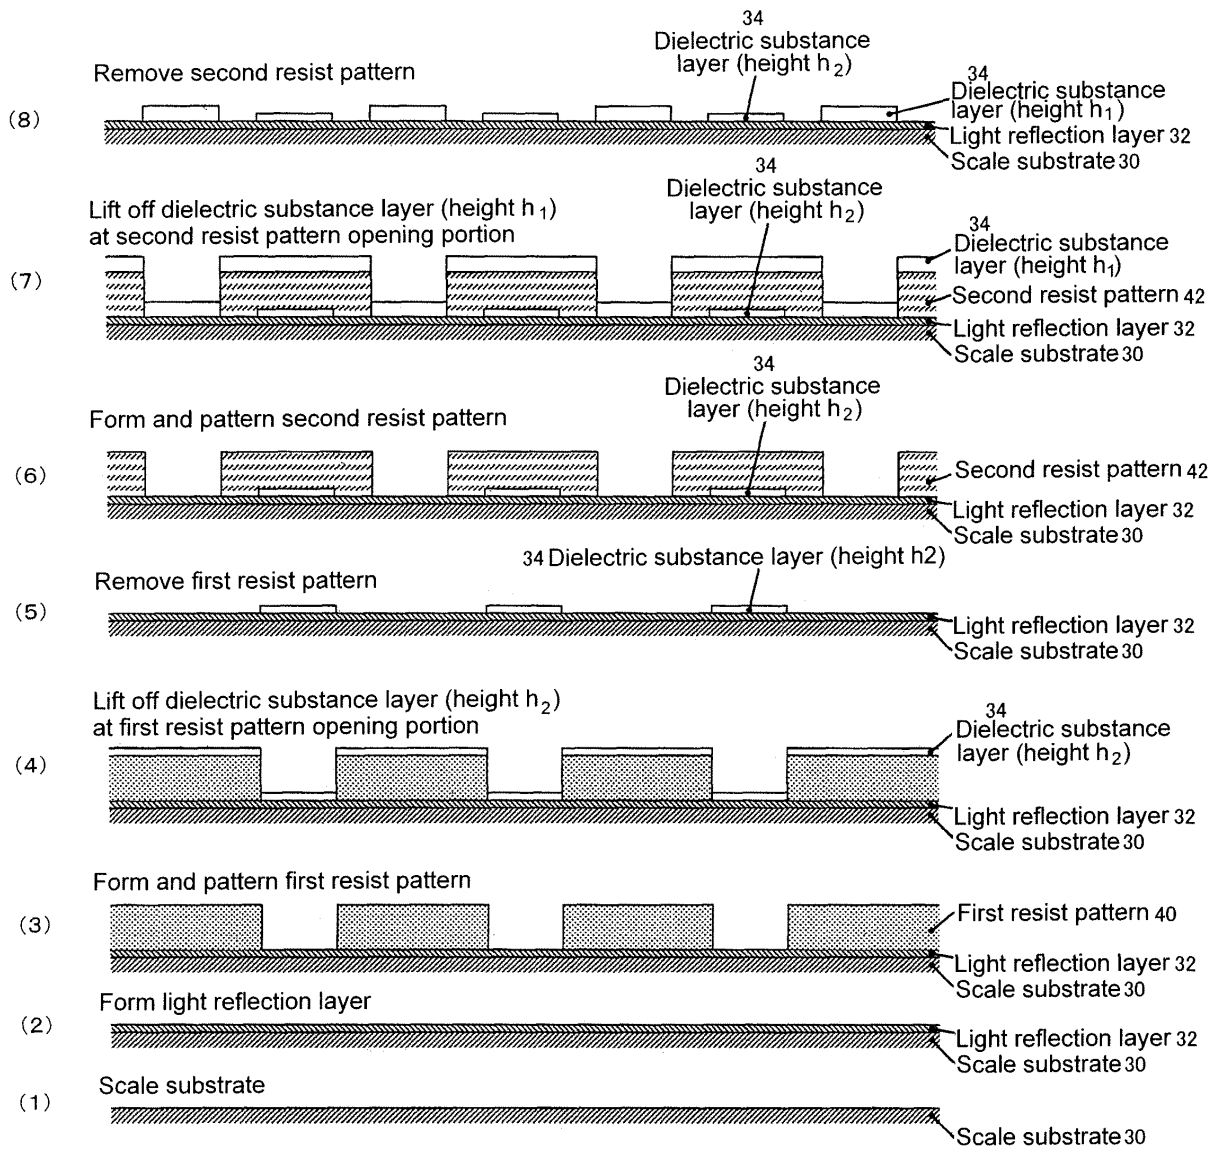 34
Dielectric substance
layer (height h2)
Remove second resist pattern
34
Dielectric substance
layer (height h1)
(8)
Light reflection layer 32
Scale substrate 30
34
Dielectric substance
layer (height h2)
Lift off dielectric substance layer (height h1)
at second resist pattern opening portion
34
Dielectric substance
layer (height h1)
(7)
Second resist pattern 42
Light reflection layer 32
Scale substrate 30
34
Dielectric substance
layer (height h2)
Form and pattern second resist pattern
(6)
Second resist pattern 42
Light reflection layer 32
Scale substrate 30
34 Dielectric substance layer (height h2)
Remove first resist pattern
(5)
Light reflection layer 32
Scale substrate 30
Lift off dielectric substance layer (height h2)
at first resist pattern opening portion
34
Dielectric substance
layer (height h2)
(4)
Light reflection layer 32
Scale substrate 30
Form and pattern first resist pattern
(3)
First resist pattern 40
Light reflection layer 32
Scale substrate 30
Form light reflection layer
(2)
Light reflection layer 32
Scale substrate 30
Scale substrate
(1)
Scale substrate 30